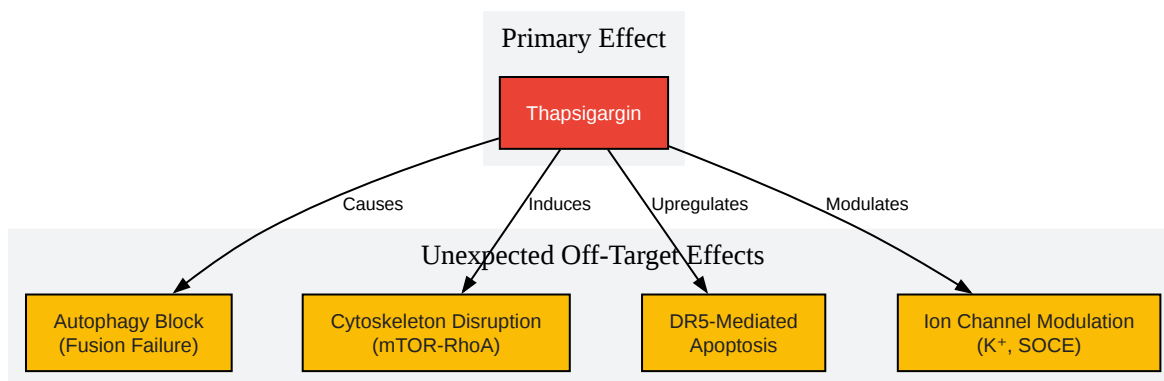 Primary Effect
Thapsigargin
Causes
Induces
Upregulates
Modulates
Unexpected Off-Target Effects
Autophagy Block
(Fusion Failure)
Cytoskeleton Disruption
(mTOR-RhoA)
DR5-Mediated
Apoptosis
Ion Channel Modulation
(K⁺, SOCE)